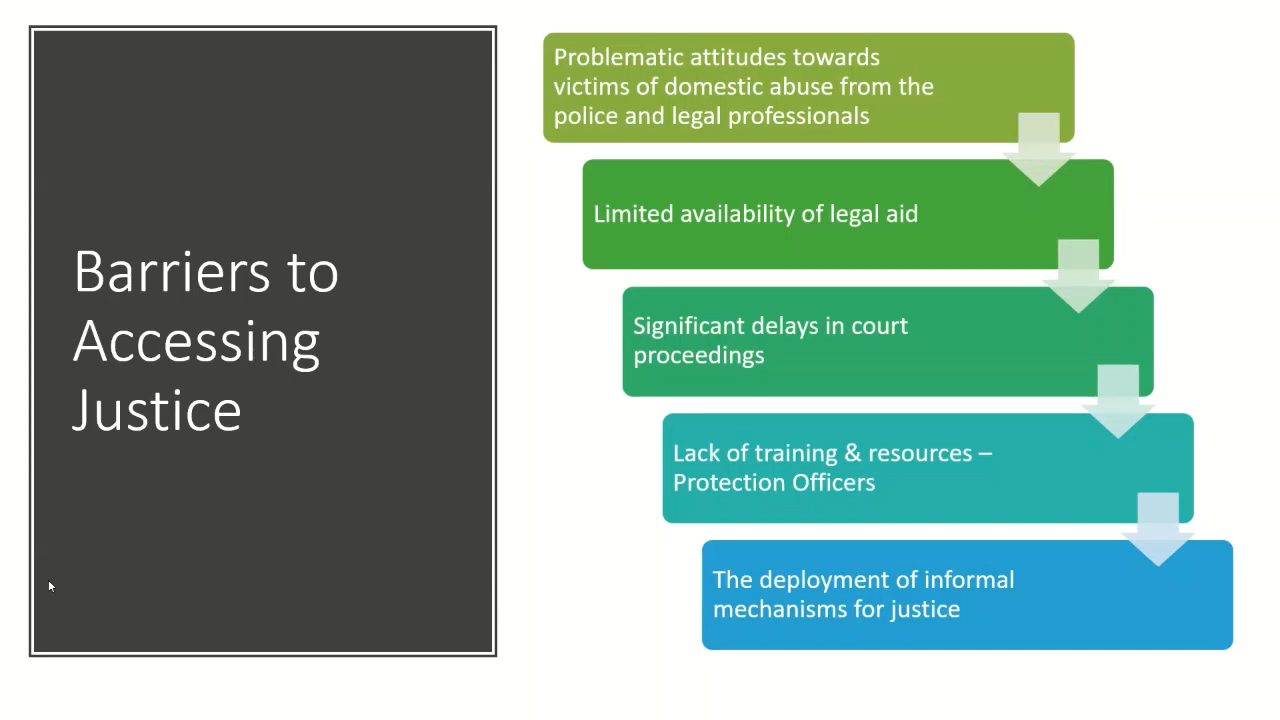 Barriers to
Accessing
Justice
Problematic attitudes towards
victims of domestic abuse from the
police and legal professionals
Limited availability of legal aid
Significant delays in court
proceedings
Lack of training & resources –
Protection Officers
The deployment of informal
mechanisms for justice